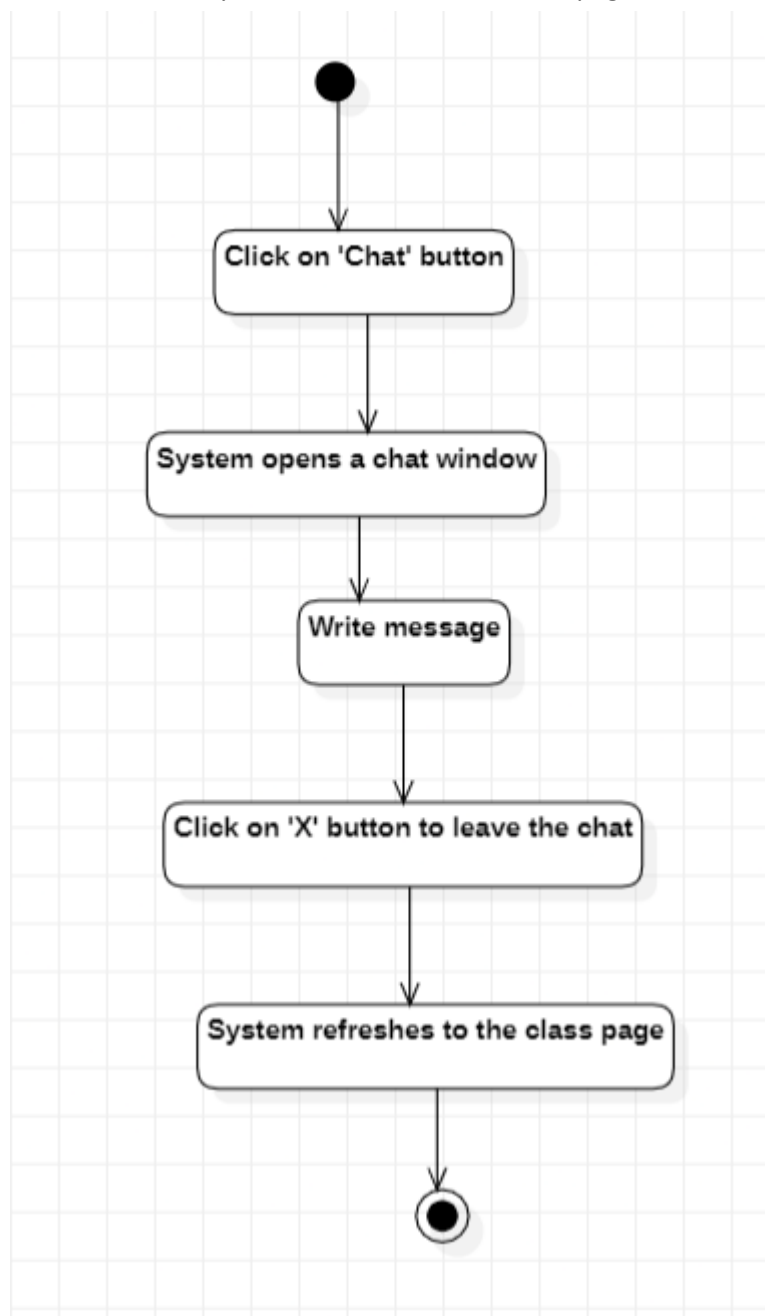 Click on 'Chat' button
System opens a chat window
Write message
Click on 'X' button to leave the chat
System refreshes to the class page